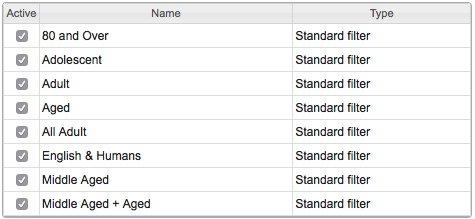 Active Name Type
80 and Over Standard filter
Adolescent Standard filter
Adult Standard filter
Aged Standard filter
All Adult Standard filter
English & Humans Standard filter
Middle Aged Standard filter
Middle Aged + Aged Standard filter